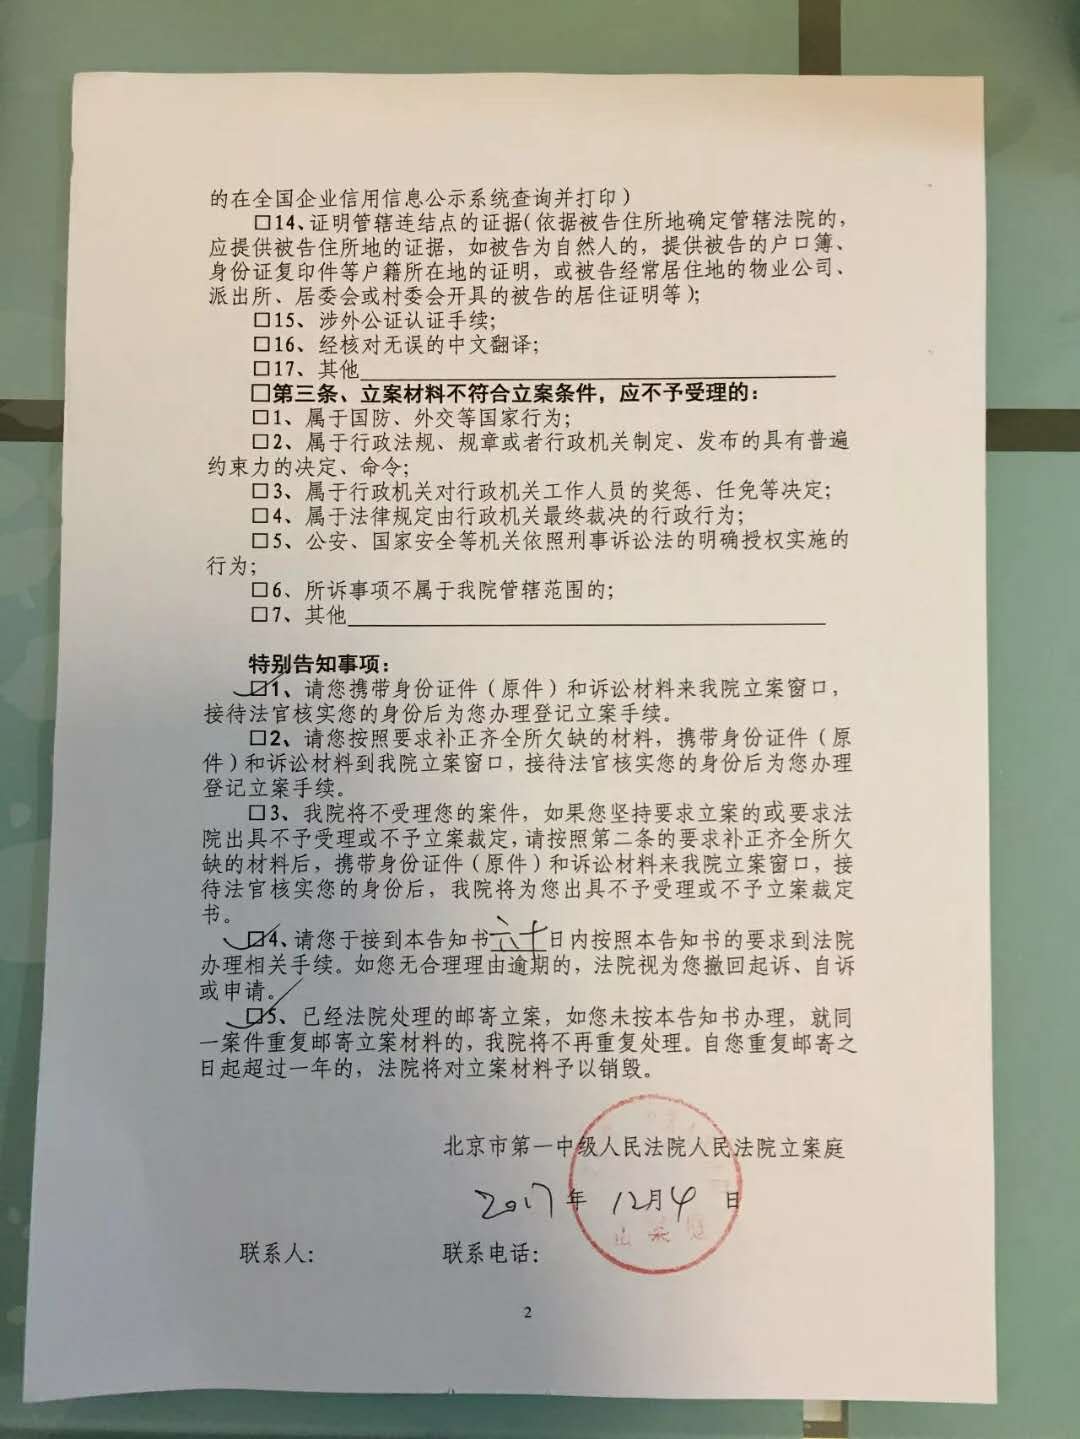 的在全国企业信用信息公示系统查询并打印）
□14、证明管辖连结点的证据（依据被告住所地确定管辖法院的，
应提供被告住所地的证据，如被告为自然人的，提供被告的户口簿、
身份证复印件等户籍所在地的证明，或被告经常居住地的物业公司、
派出所、居委会或村委会开具的被告的居住证明等）；
□15、涉外公证认证手续；
□16、经核对无误的中文翻译；
□17、其他
□第三条、立案材料不符合立案条件，应不予受理的：
□1、属于国防、外交等国家行为；
□2、属于行政法规、规章或者行政机关制定、发布的具有普遍
约束力的决定、命令；
□3、属于行政机关对行政机关工作人员的奖惩、任免等决定；
□4、属于法律规定由行政机关最终裁决的行政行为；
□5、公安、国家安全等机关依照刑事诉讼法的明确授权实施的
行为；
□6、所诉事项不属于我院管辖范围的；
□7、其他
特别告知事项：
□1、请您携带身份证件（原件）和诉讼材料来我院立案窗口，
接待法官核实您的身份后为您办理登记立案手续。
□2、请您按照要求补正齐全所欠缺的材料，携带身份证件（原
件）和诉讼材料到我院立案窗口，接待法官核实您的身份后为您办理
登记立案手续。
□3、我院将不受理您的案件，如果您坚持要求立案的或要求法
院出具不予受理或不予立案裁定，请按照第二条的要求补正齐全所欠
缺的材料后，携带身份证件（原件）和诉讼材料来我院立案窗口，接
待法官核实您的身份后，我院将为您出具不予受理或不予立案裁定
书。
□4、请您于接到本告知书六十日内按照本告知书的要求到法院
办理相关手续。如您无合理理由逾期的，法院视为您撤回起诉、自诉
或申请。
□5、已经法院处理的邮寄立案，如您未按本告知书办理，就同
一案件重复邮寄立案材料的，我院将不再重复处理。自您重复邮寄之
日起超过一年的，法院将对立案材料予以销毁。
北京市第一中级人民法院人民法院立案庭
2017年 12月4日
联系人： 联系电话：
2